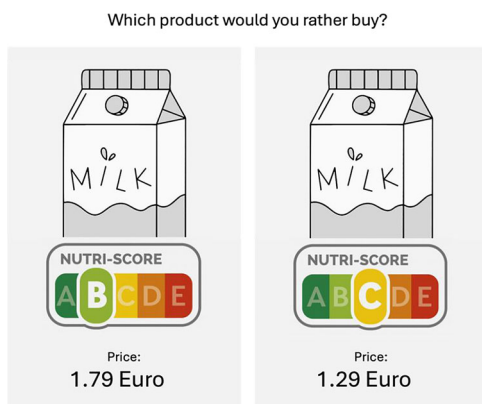 Which product would you rather buy?
MILK
NUTRI-SCORE
A B C D E
Price:
1.79 Euro
MILK
NUTRI-SCORE
A B C D E
Price:
1.29 Euro